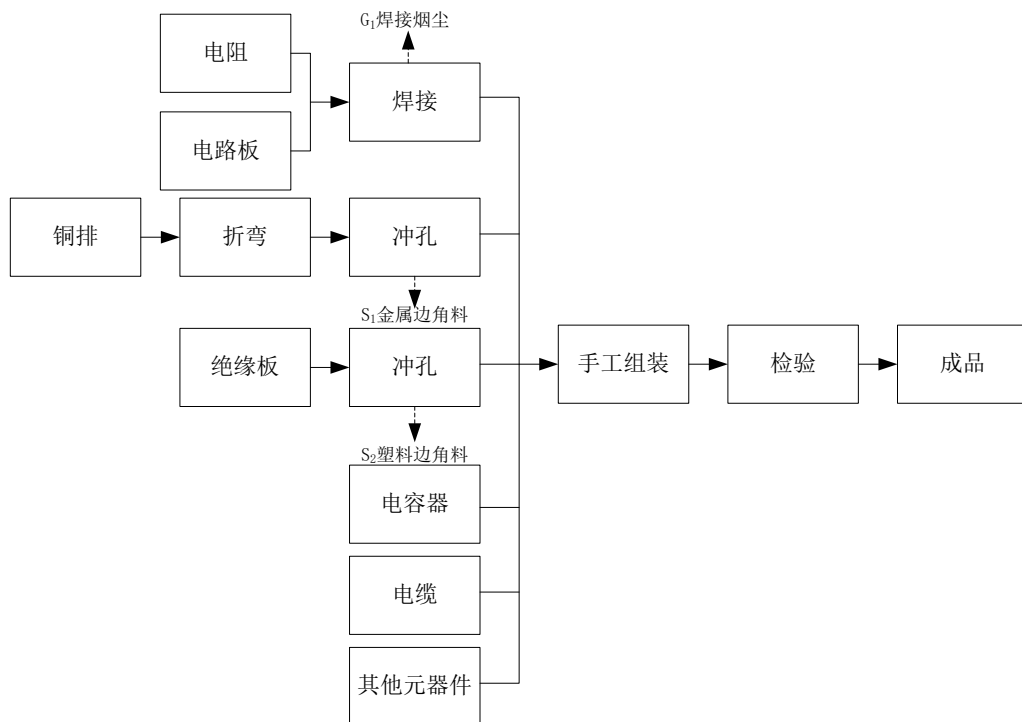 G₁焊接烟尘
电阻
焊接
电路板
铜排
折弯
冲孔
S₁金属边角料
绝缘板
冲孔
手工组装
检验
成品
S₂塑料边角料
电容器
电缆
其他元器件